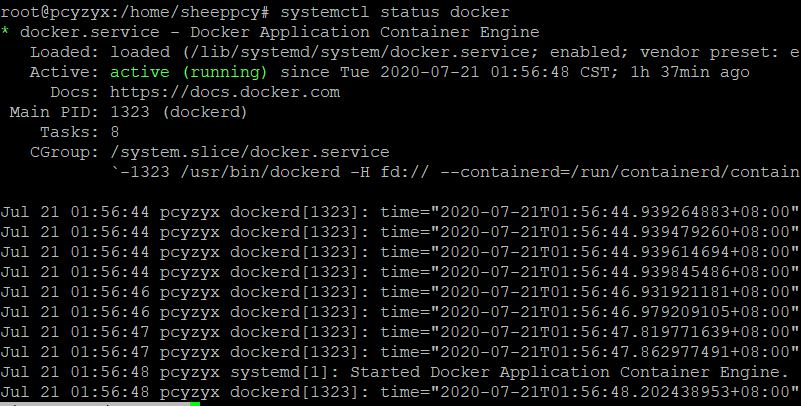 root@pcyzyx:/home/sheeppcy# systemctl status docker
* docker.service - Docker Application Container Engine
   Loaded: loaded (/lib/systemd/system/docker.service; enabled; vendor preset: e
   Active: active (running) since Tue 2020-07-21 01:56:48 CST; 1h 37min ago
     Docs: https://docs.docker.com
 Main PID: 1323 (dockerd)
    Tasks: 8
   CGroup: /system.slice/docker.service
           `-1323 /usr/bin/dockerd -H fd:// --containerd=/run/containerd/contain
Jul 21 01:56:44 pcyzyx dockerd[1323]: time="2020-07-21T01:56:44.939264883+08:00"
Jul 21 01:56:44 pcyzyx dockerd[1323]: time="2020-07-21T01:56:44.939479260+08:00"
Jul 21 01:56:44 pcyzyx dockerd[1323]: time="2020-07-21T01:56:44.939614694+08:00"
Jul 21 01:56:44 pcyzyx dockerd[1323]: time="2020-07-21T01:56:44.939845486+08:00"
Jul 21 01:56:46 pcyzyx dockerd[1323]: time="2020-07-21T01:56:46.931921181+08:00"
Jul 21 01:56:46 pcyzyx dockerd[1323]: time="2020-07-21T01:56:46.979209105+08:00"
Jul 21 01:56:47 pcyzyx dockerd[1323]: time="2020-07-21T01:56:47.819771639+08:00"
Jul 21 01:56:47 pcyzyx dockerd[1323]: time="2020-07-21T01:56:47.862977491+08:00"
Jul 21 01:56:48 pcyzyx systemd[1]: Started Docker Application Container Engine.
Jul 21 01:56:48 pcyzyx dockerd[1323]: time="2020-07-21T01:56:48.202438953+08:00"